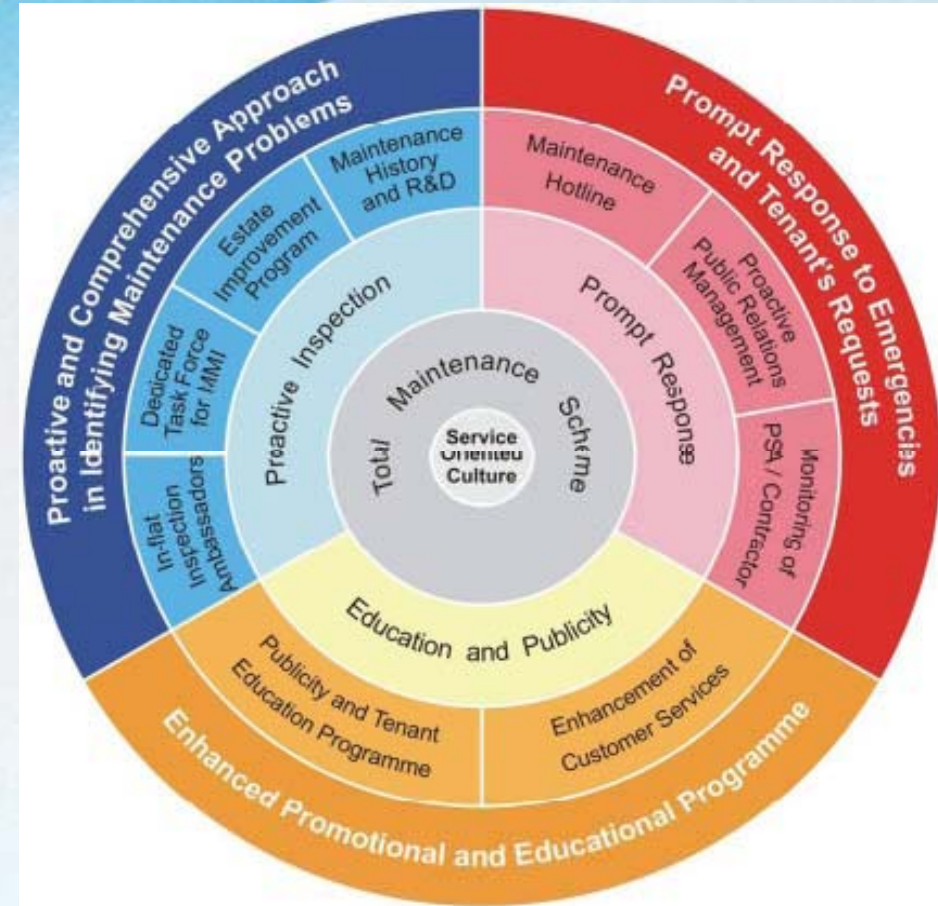 Proactive and Comprehensive Approach
in Identifying Maintenance Problems
Prompt Response to Emergencies
and Tenant's Requests
Enhanced Promotional and Educational Programme
Maintenance
History
and R&D
Estate
Improvement
Program
Dedicated
Task Force
for MMI
In-flat
Inspection
Ambassadors
Maintenance
Hotline
Proactive
Public Relations
Management
Monitoring of
PSA / Contractor
Publicity and Tenant
Education Programme
Enhancement of
Customer Services
Proactive Inspection
Prompt Response
Education and Publicity
Total Maintenance Scheme
Service
Oriented
Culture